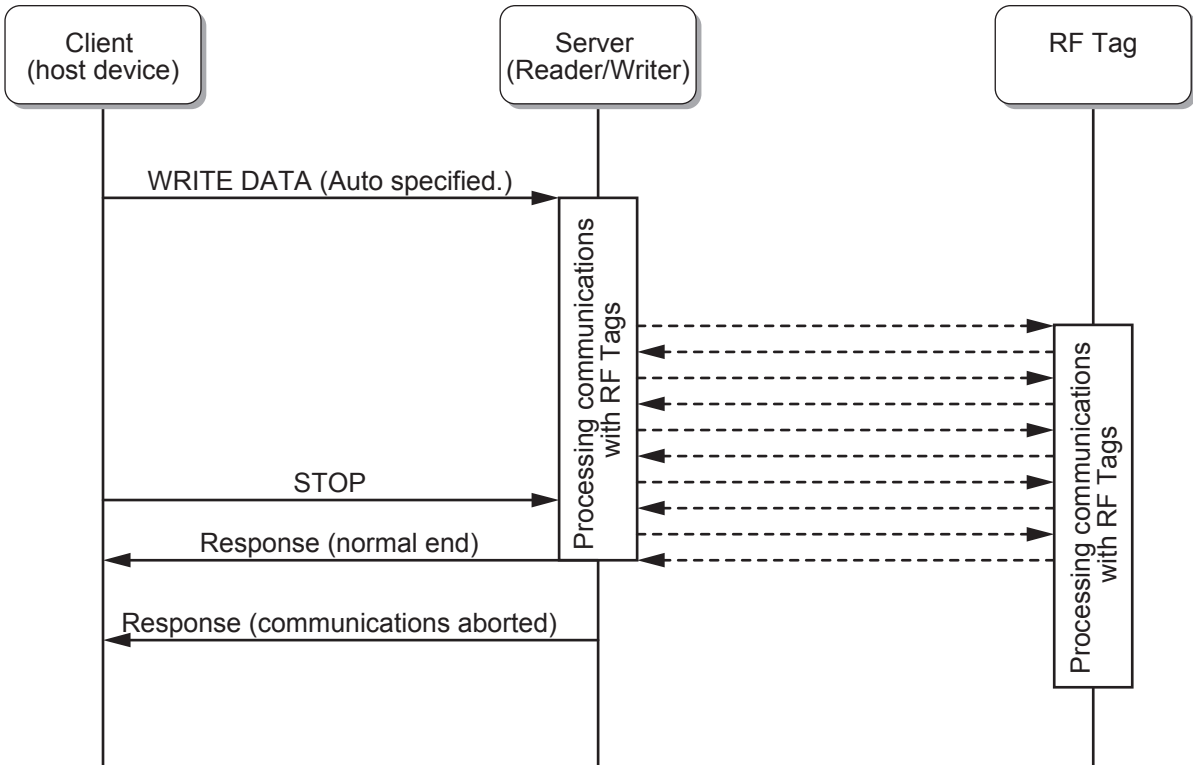 Client
(host device)
Server
(Reader/Writer)
RF Tag
WRITE DATA (Auto specified.)
Processing communications
with RF Tags
Processing communications
with RF Tags
STOP
Response (normal end)
Response (communications aborted)